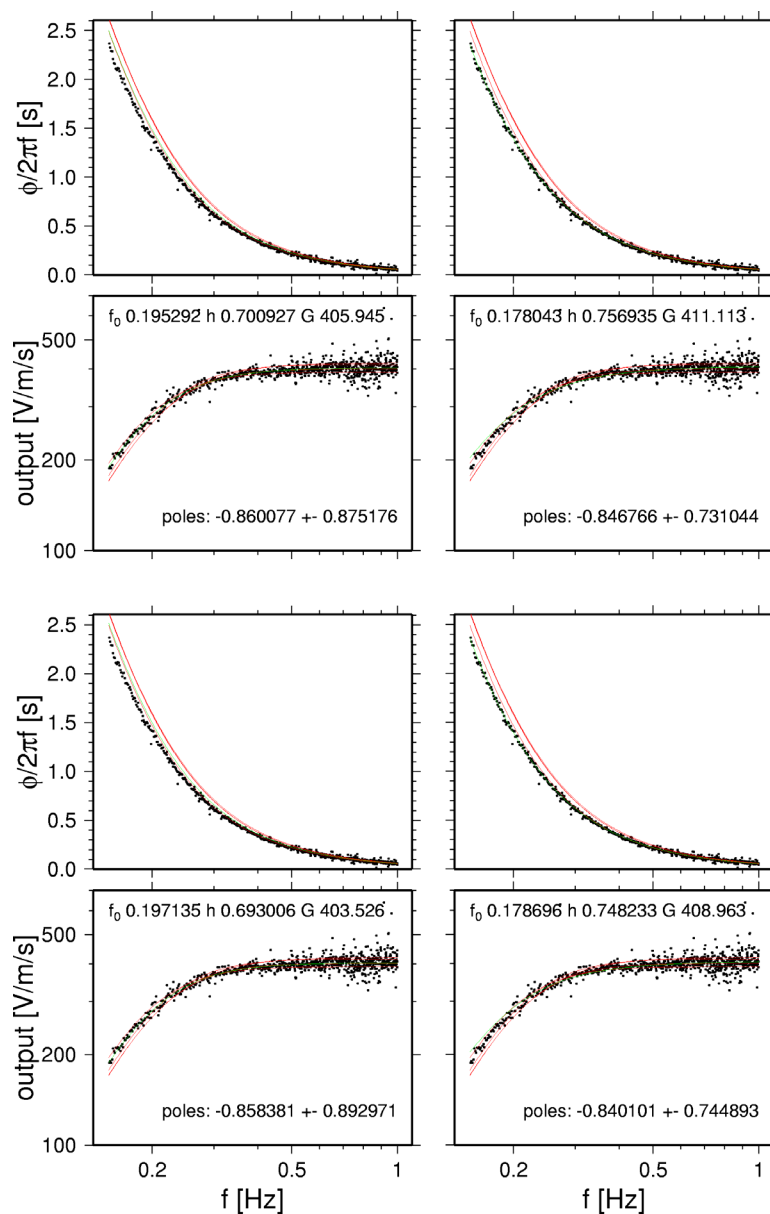 2.5
2.0
1.5
1.0
0.5
0.0
ϕ/2πf [s]
f0 0.195292 h 0.700927 G 405.945
f0 0.178043 h 0.756935 G 411.113
500
200
100
output [V/m/s]
poles: -0.860077 +- 0.875176
poles: -0.846766 +- 0.731044
2.5
2.0
1.5
1.0
0.5
0.0
ϕ/2πf [s]
f0 0.197135 h 0.693006 G 403.526
f0 0.178696 h 0.748233 G 408.963
500
200
100
output [V/m/s]
poles: -0.858381 +- 0.892971
poles: -0.840101 +- 0.744893
0.2 0.5 1
0.2 0.5 1
f [Hz]
f [Hz]